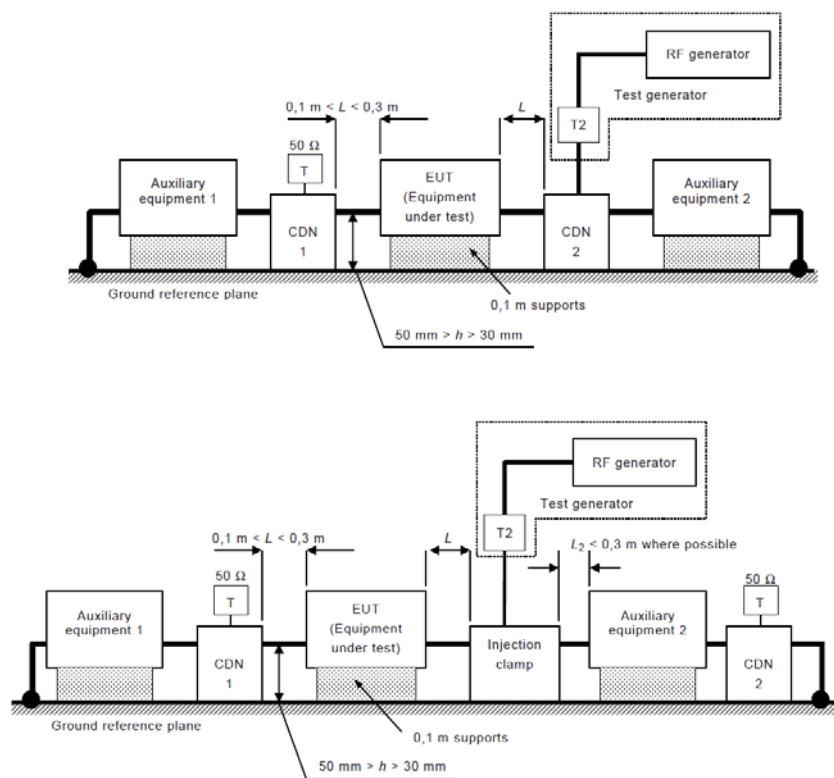 RF generator
Test generator
T2
0,1 m < L < 0,3 m
L
50 Ω
T
Auxiliary
equipment 1
CDN
1
EUT
(Equipment
under test)
CDN
2
Auxiliary
equipment 2
Ground reference plane
0,1 m supports
50 mm > h > 30 mm
RF generator
Test generator
T2
0,1 m < L < 0,3 m
L
L2 < 0,3 m where possible
50 Ω
T
50 Ω
T
Auxiliary
equipment 1
CDN
1
EUT
(Equipment
under test)
Injection
clamp
Auxiliary
equipment 2
CDN
2
Ground reference plane
0,1 m supports
50 mm > h > 30 mm